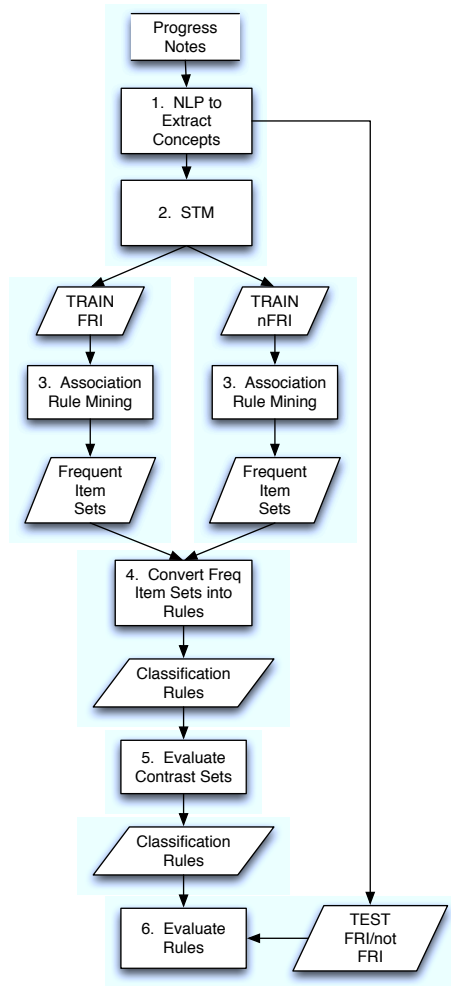 Progress
Notes
1. NLP to
Extract
Concepts
2. STM
TRAIN
FRI
TRAIN
nFRI
3. Association
Rule Mining
3. Association
Rule Mining
Frequent
Item
Sets
Frequent
Item
Sets
4. Convert Freq
Item Sets into
Rules
Classification
Rules
5. Evaluate
Contrast Sets
Classification
Rules
6. Evaluate
Rules
TEST
FRI/not
FRI